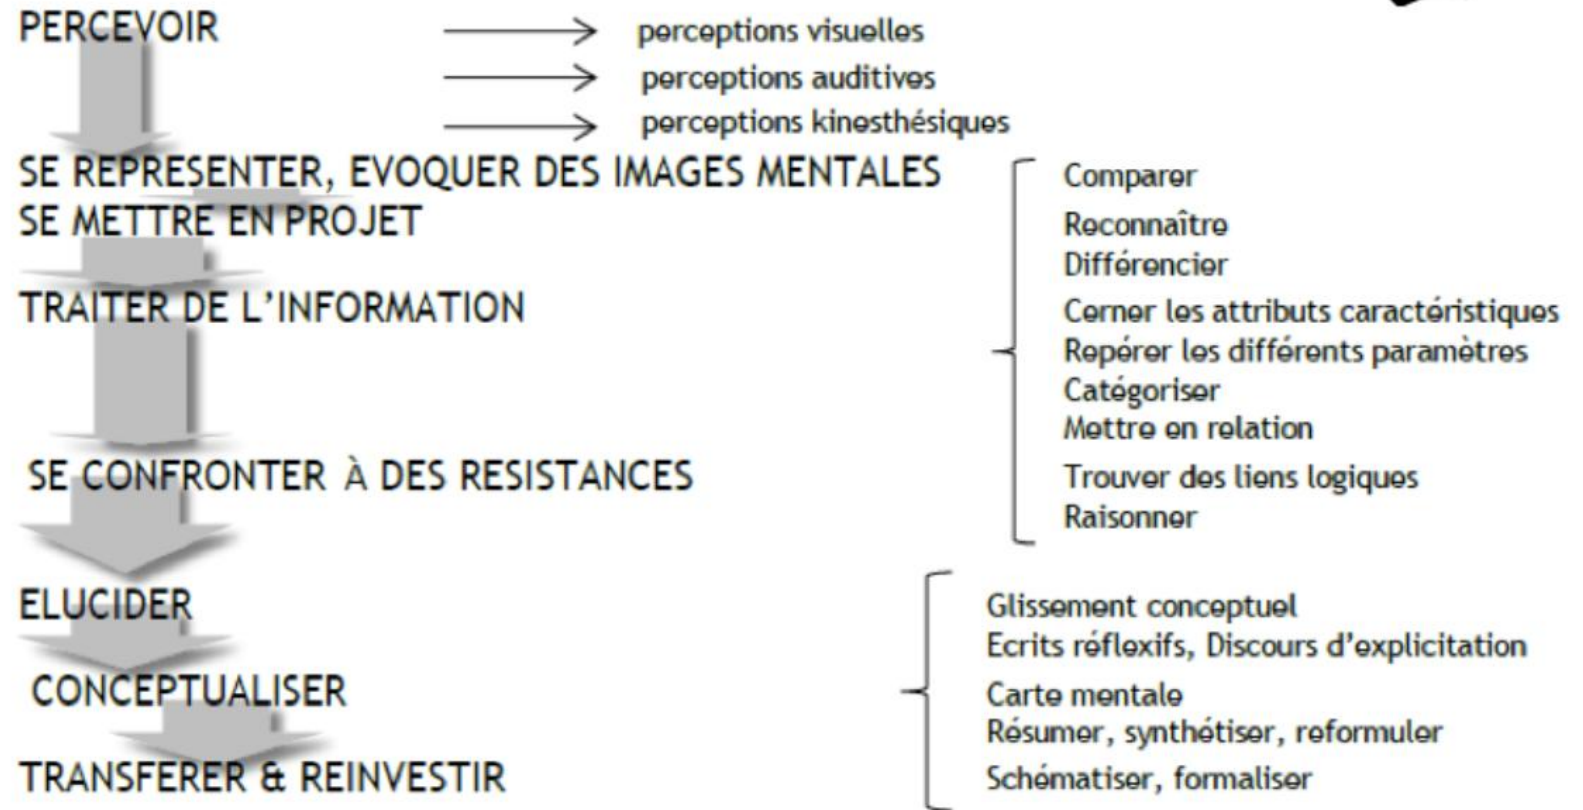 PERCEVOIR
perceptions visuelles
perceptions auditives
perceptions kinesthésiques
SE REPRESENTER, EVOQUER DES IMAGES MENTALES
SE METTRE EN PROJET
TRAITER DE L'INFORMATION
SE CONFRONTER À DES RESISTANCES
Comparer
Reconnaître
Différencier
Cerner les attributs caractéristiques
Repérer les différents paramètres
Catégoriser
Mettre en relation
Trouver des liens logiques
Raisonner
ELUCIDER
CONCEPTUALISER
TRANSFERER & REINVESTIR
Glissement conceptuel
Ecrits réflexifs, Discours d'explicitation
Carte mentale
Résumer, synthétiser, reformuler
Schématiser, formaliser